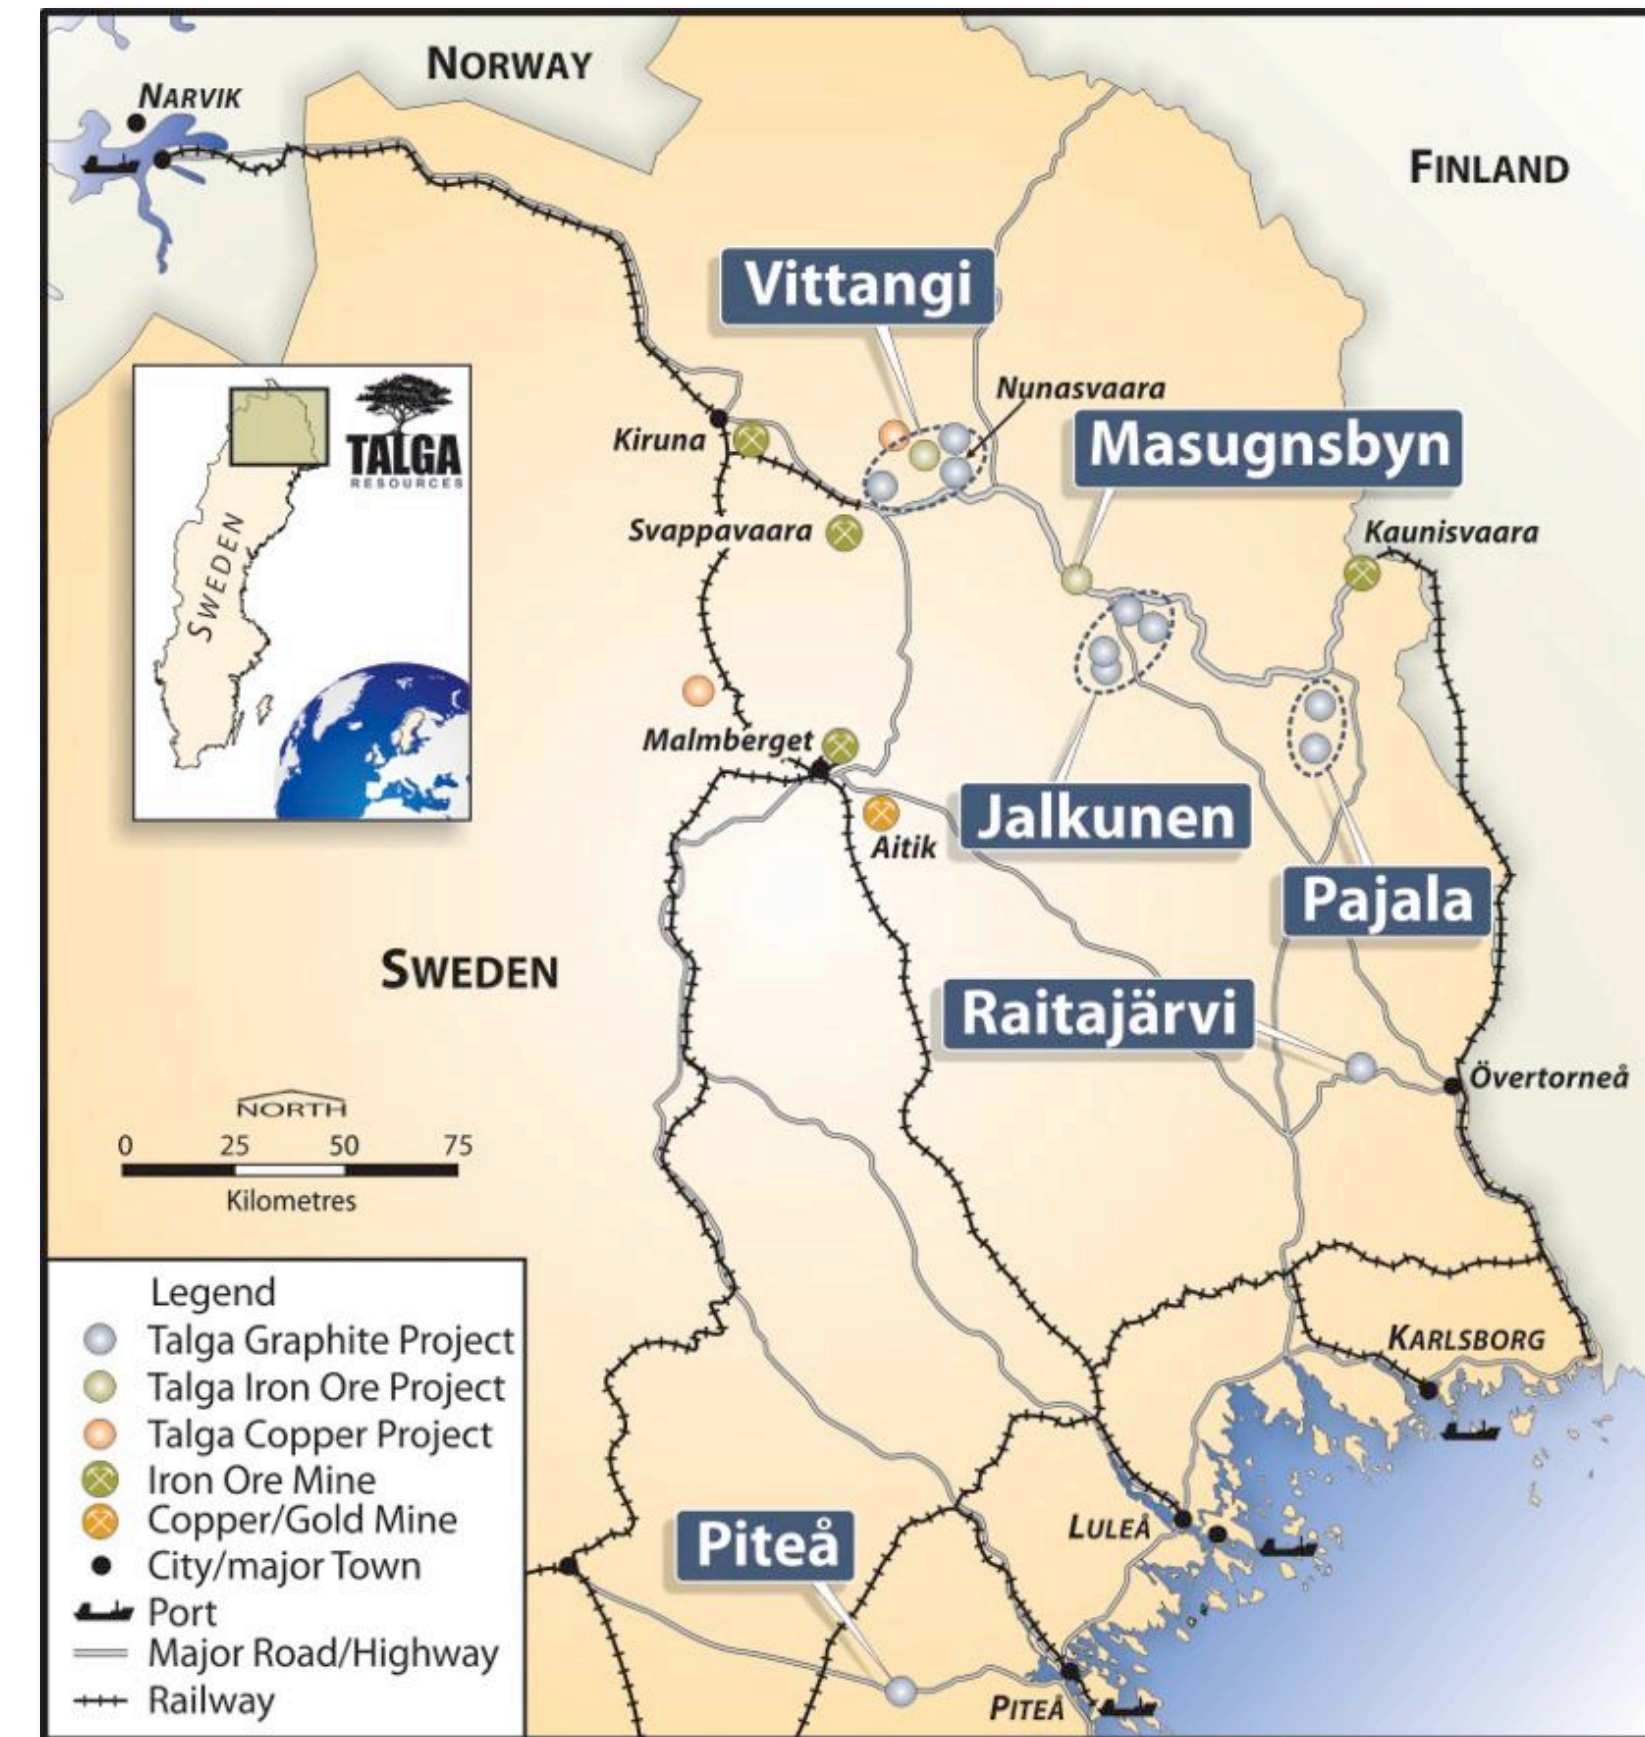 NORWAY
NARVIK
FINLAND
Vittangi
Nunasvaara
Masugnsbyn
Kiruna
TALGA
RESOURCES
SWEDEN
Svappavaara
Kaunisvaara
Malmberget
Jalkunen
Aitik
Pajala
SWEDEN
Raitajärvi
Övertorneå
NORTH
0 25 50 75
Kilometres
Legend
Talga Graphite Project
Talga Iron Ore Project
Talga Copper Project
Iron Ore Mine
Copper/Gold Mine
City/major Town
Port
Major Road/Highway
Railway
KARLSBORG
LULEÅ
Piteå
PITEÅ